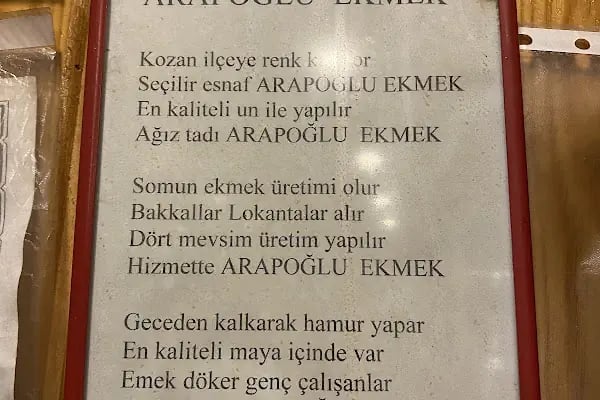 ARAPOĞLU EKMEK
Kozan ilçeye renk
Seçilir esnaf ARAPOĞLU EKMEK
En kaliteli un ile yapılır
Ağız tadı ARAPOĞLU EKMEK
Somun ekmek üretimi olur
Bakkallar Lokantalar alır
Dört mevsim üretim yapılır
Hizmette ARAPOĞLU EKMEK
Geceden kalkarak hamur yapar
En kaliteli maya içinde var
Emek döker genç çalışanlar